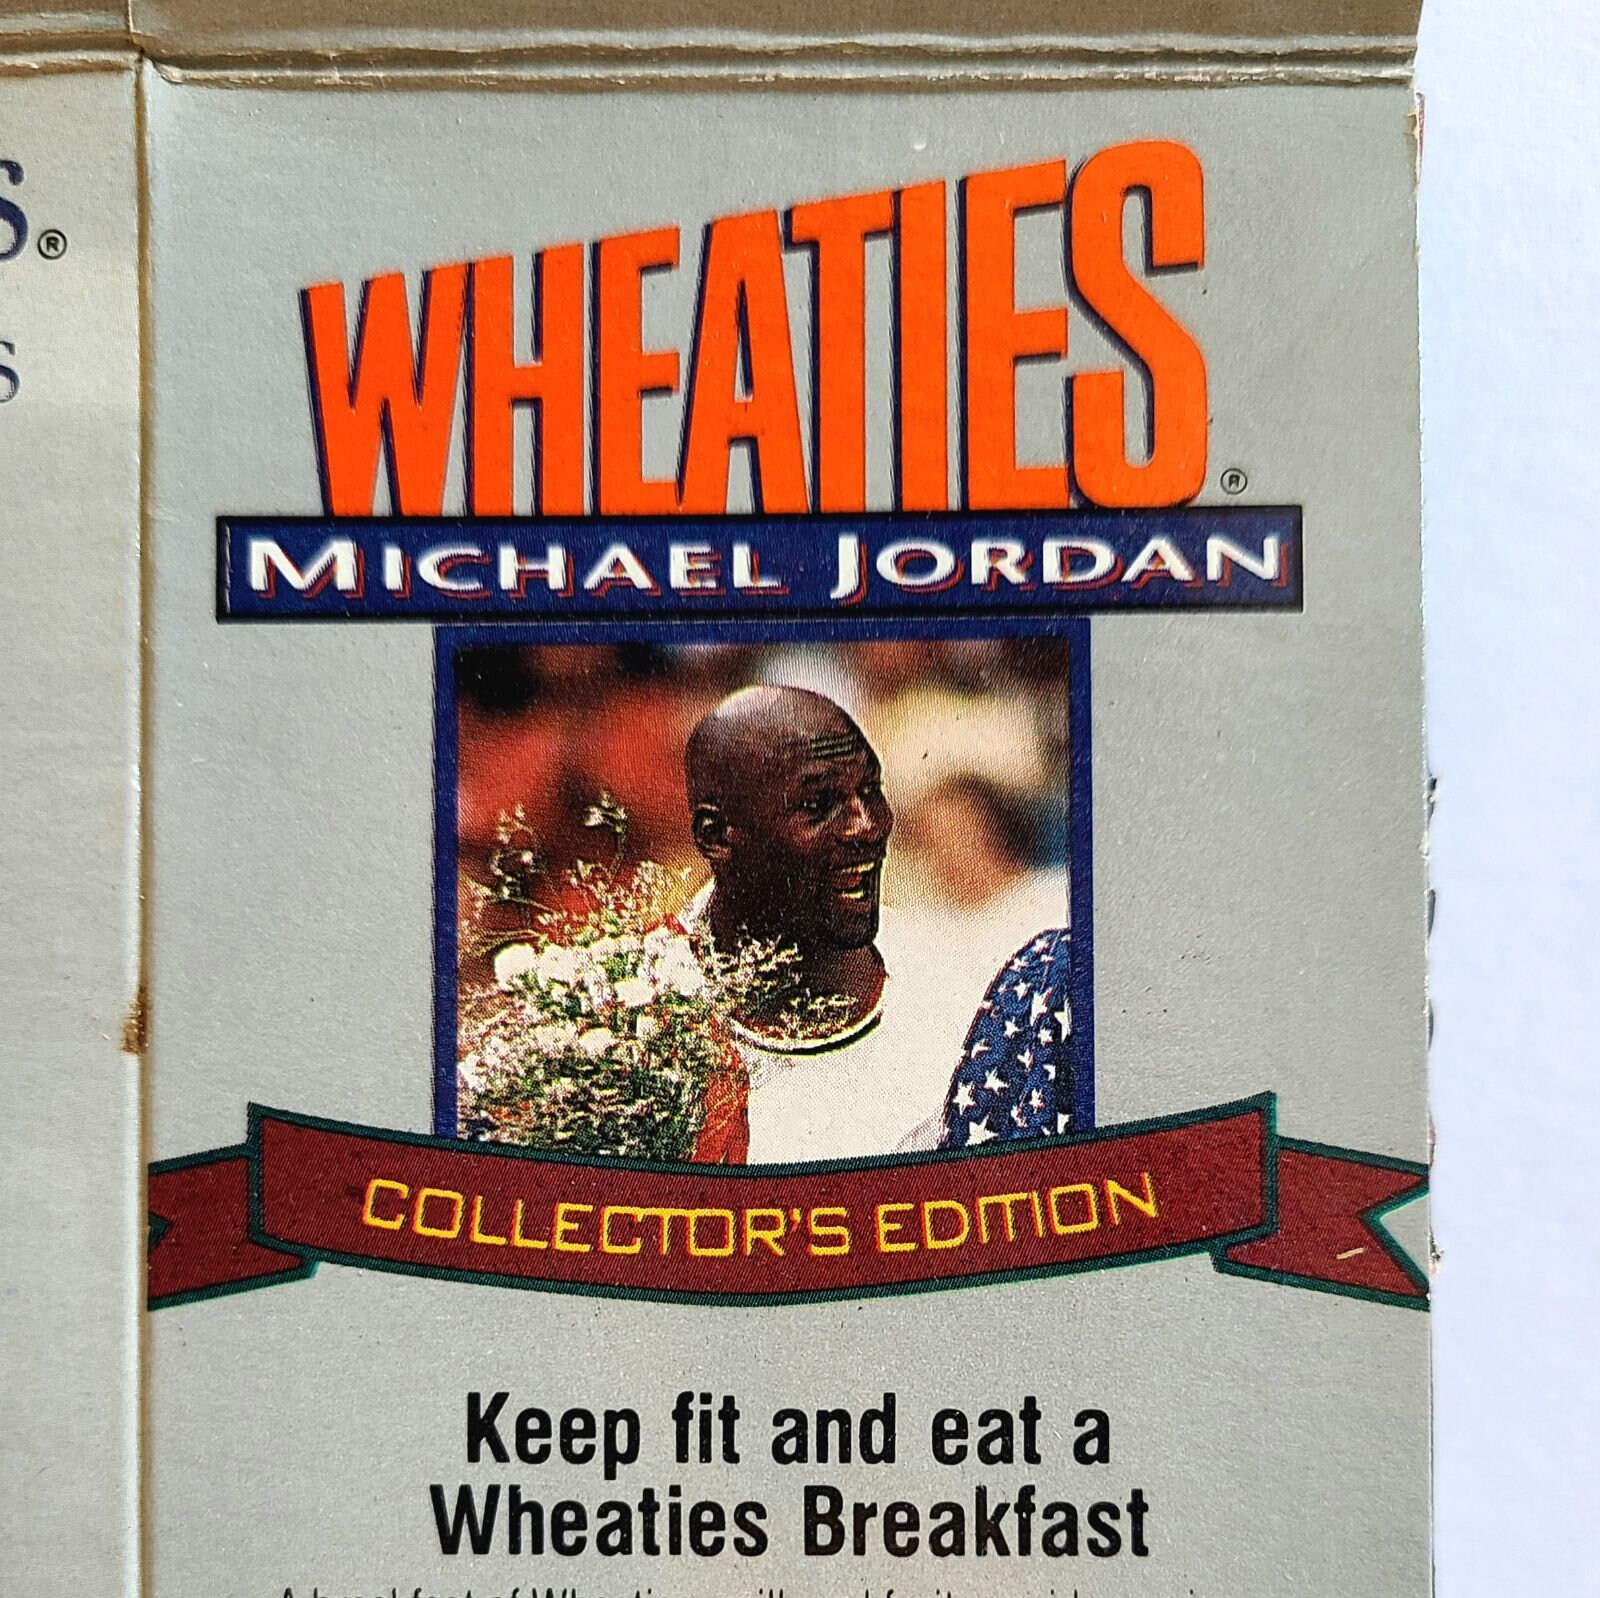 S®
S
WHEATIES®
MICHAEL JORDAN
COLLECTOR'S EDITION
Keep fit and eat a
Wheaties Breakfast